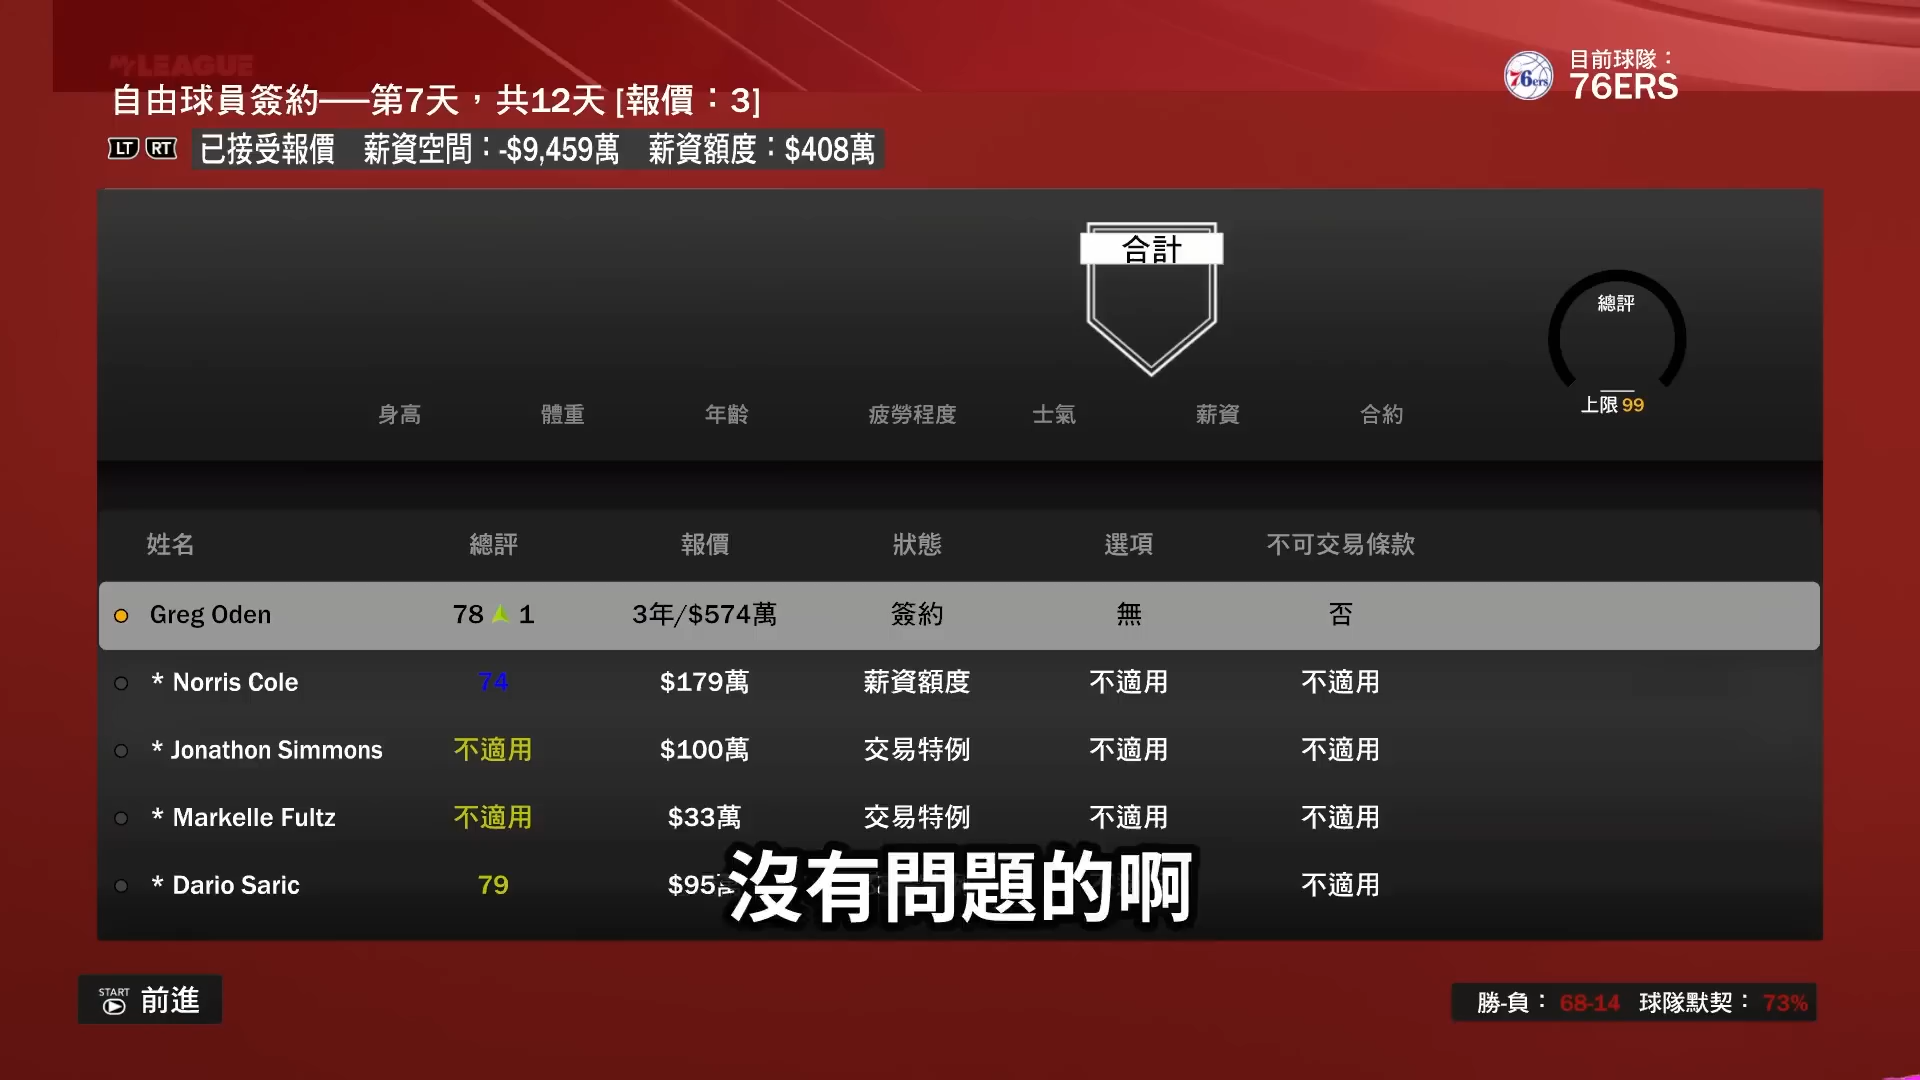 MyLEAGUE
自由球員簽約——第7天，共12天 [報價：3]
LT RT 已接受報價 薪資空間：-$9,459萬 薪資額度：$408萬
76ers
目前球隊：
76ERS
合計
總評
上限 99
身高 體重 年齡 疲勞程度 士氣 薪資 合約
姓名 總評 報價 狀態 選項 不可交易條款
Greg Oden 78 1 3年/$574萬 簽約 無 否
* Norris Cole 74 $179萬 薪資額度 不適用 不適用
* Jonathon Simmons 不適用 $100萬 交易特例 不適用 不適用
* Markelle Fultz 不適用 $33萬 交易特例 不適用 不適用
* Dario Saric 79 $95萬 不適用
沒有問題的啊
START 前進
勝-負： 68-14 球隊默契： 73%